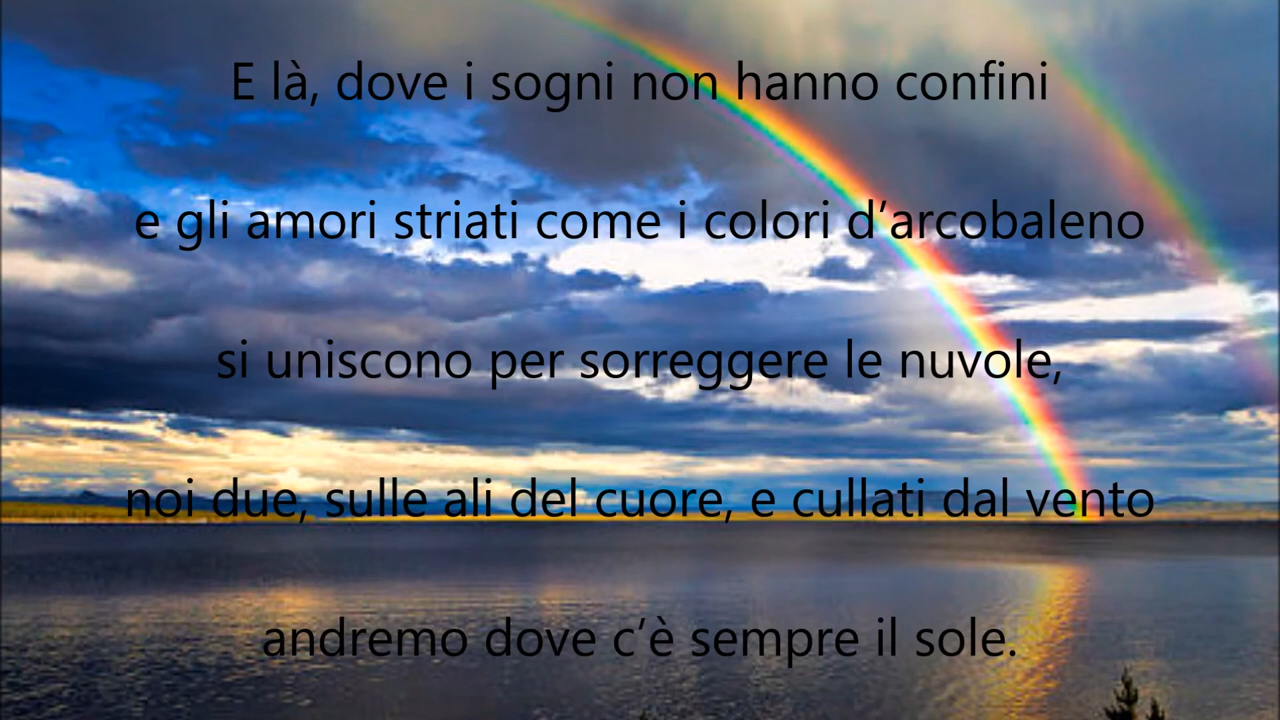 E là, dove i sogni non hanno confini
e gli amori striati come i colori d’arcobaleno
si uniscono per sorreggere le nuvole,
noi due, sulle ali del cuore, e cullati dal vento
andremo dove c’è sempre il sole.